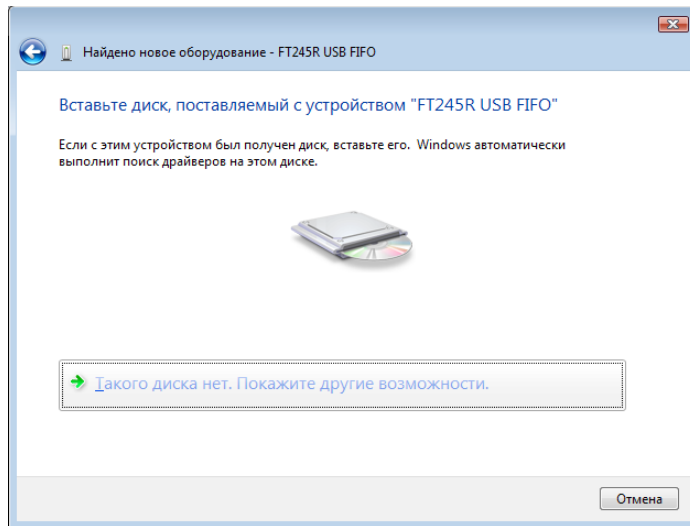 Найдено новое оборудование - FT245R USB FIFO
Вставьте диск, поставляемый с устройством "FT245R USB FIFO"
Если с этим устройством был получен диск, вставьте его. Windows автоматически
выполнит поиск драйверов на этом диске.
Такого диска нет. Покажите другие возможности.
Отмена